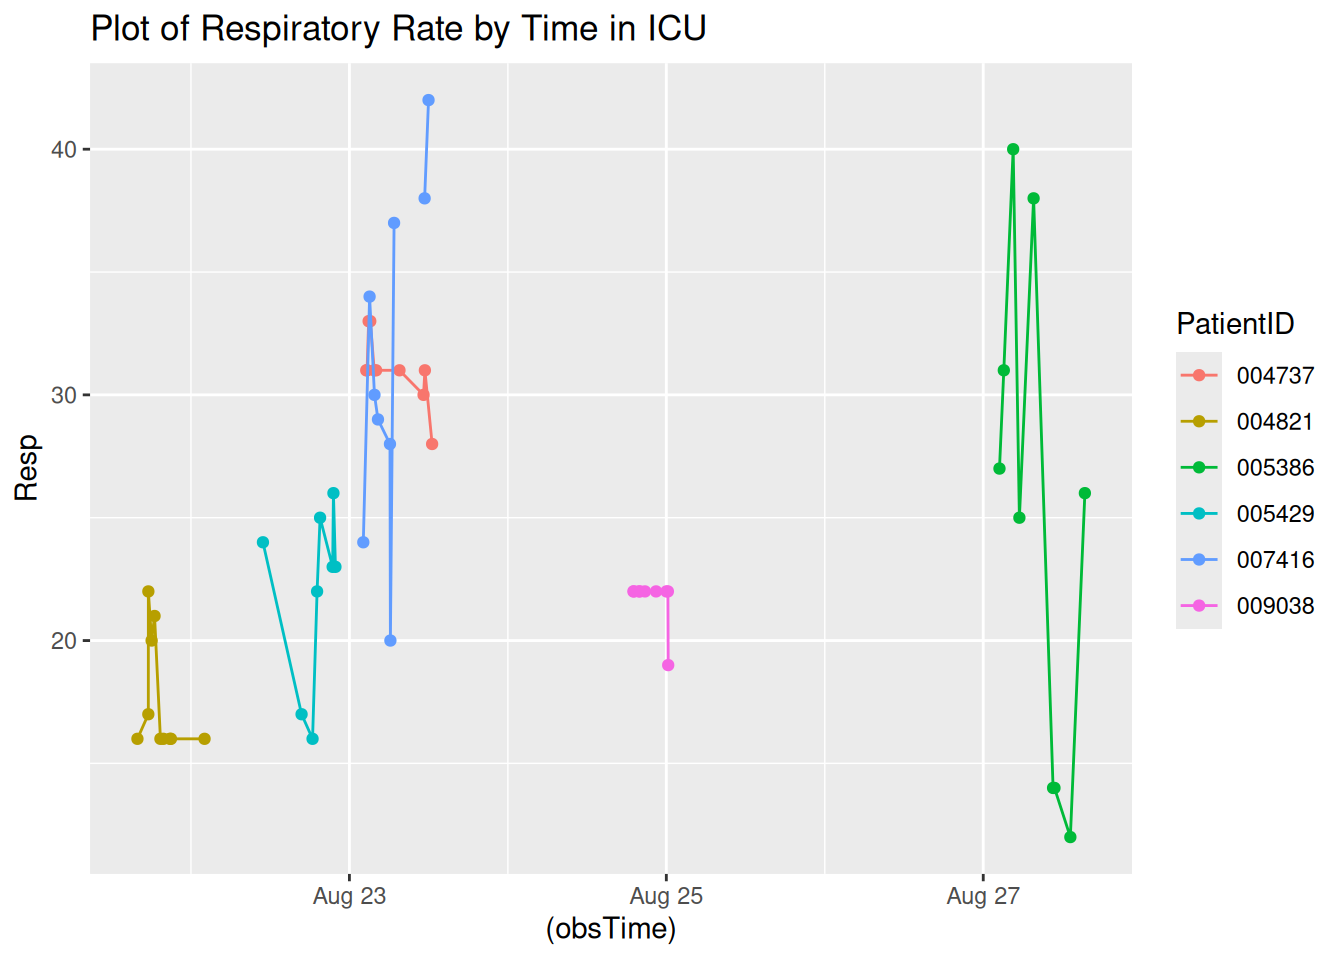 Plot of Respiratory Rate by Time in ICU
40
30
20
Resp
Aug 23
Aug 25
Aug 27
(obsTime)
PatientID
004737
004821
005386
005429
007416
009038